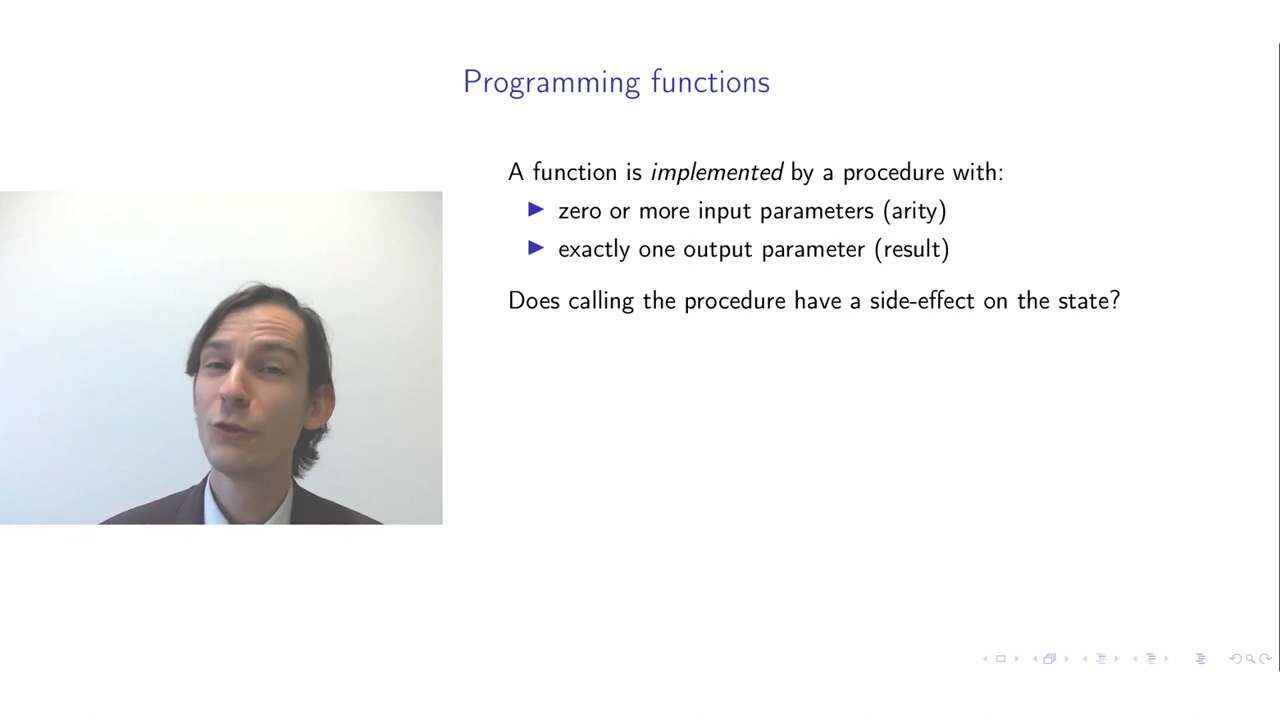 Programming functions
A function is implemented by a procedure with:
▶ zero or more input parameters (arity)
▶ exactly one output parameter (result)
Does calling the procedure have a side-effect on the state?